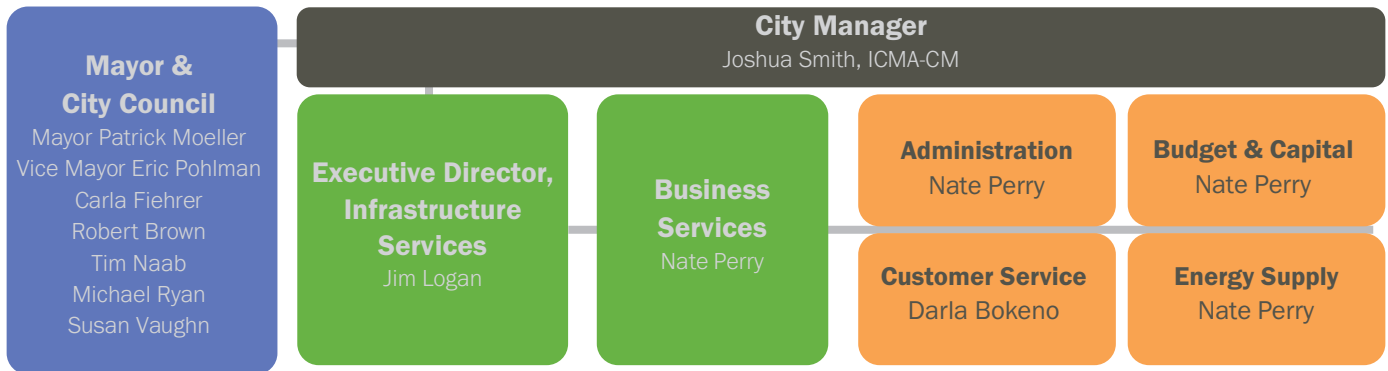 Mayor &
City Council
Mayor Patrick Moeller
Vice Mayor Eric Pohlman
Carla Fiehrer
Robert Brown
Tim Naab
Michael Ryan
Susan Vaughn
City Manager
Joshua Smith, ICMA-CM
Executive Director,
Infrastructure
Services
Jim Logan
Business
Services
Nate Perry
Administration
Nate Perry
Budget & Capital
Nate Perry
Customer Service
Darla Bokeno
Energy Supply
Nate Perry